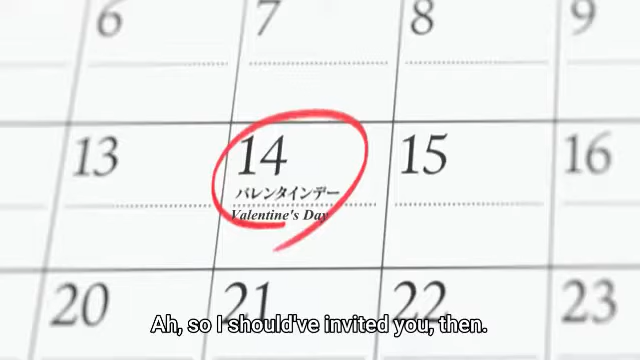 6 7 8 9
13 14 15 16
バレンタインデー
Valentine's Day
20 21 22 23
Ah, so I should've invited you, then.